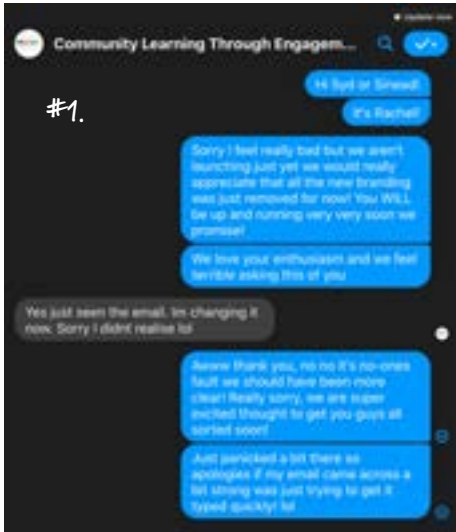 Community Learning Through Engagem...
#1.
Hi Syd or Sinead!
It's Rachel!
Sorry I feel really bad but we aren't
launching just yet we would really
appreciate that all the new branding
was just removed for now! You WILL
be up and running very very soon we
promise!
We love your enthusiasm and we feel
terrible asking this of you
Yes just seen the email. Im changing it
now. Sorry I didnt realise lol
Awww thank you, no no it's no-ones
fault we should have been more
clear! Really sorry, we are super
excited thought to get you guys all
sorted soon!
Just panicked a bit there so
apologies if my email came across a
bit strong was just trying to get it
typed quickly! lol